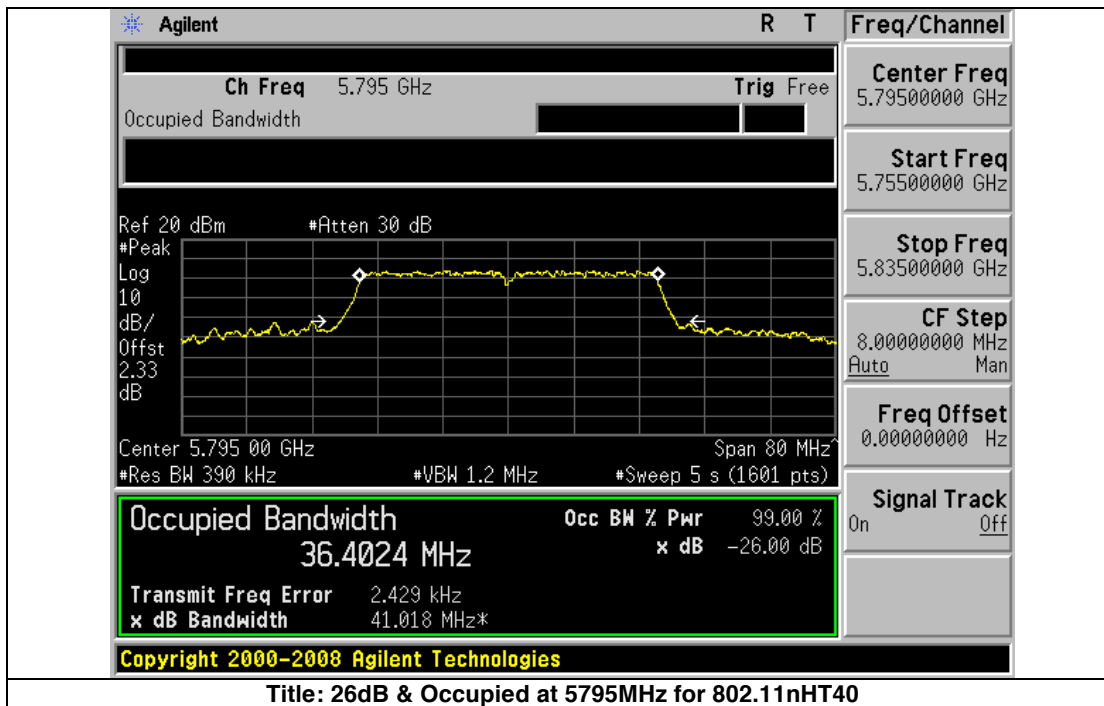 Agilent R T
Freq/Channel
Ch Freq 5.795 GHz Trig Free
Occupied Bandwidth
Center Freq
5.79500000 GHz
Start Freq
5.75500000 GHz
Stop Freq
5.83500000 GHz
CF Step
8.00000000 MHz
Auto Man
Freq Offset
0.00000000 Hz
Signal Track
On Off
Ref 20 dBm #Atten 30 dB
#Peak
Log
10
dB/
Offst
2.33
dB
Center 5.795 00 GHz Span 80 MHz^
#Res BW 390 kHz #VBW 1.2 MHz #Sweep 5 s (1601 pts)
Occupied Bandwidth
36.4024 MHz
Occ BW % Pwr 99.00 %
x dB -26.00 dB
Transmit Freq Error 2.429 kHz
x dB Bandwidth 41.018 MHz*
Copyright 2000-2008 Agilent Technologies
Title: 26dB & Occupied at 5795MHz for 802.11nHT40